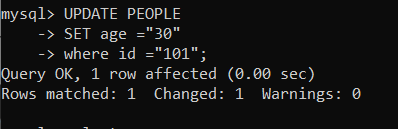 mysql> UPDATE PEOPLE
-> SET age ="30"
-> where id ="101";
Query OK, 1 row affected (0.00 sec)
Rows matched: 1  Changed: 1  Warnings: 0